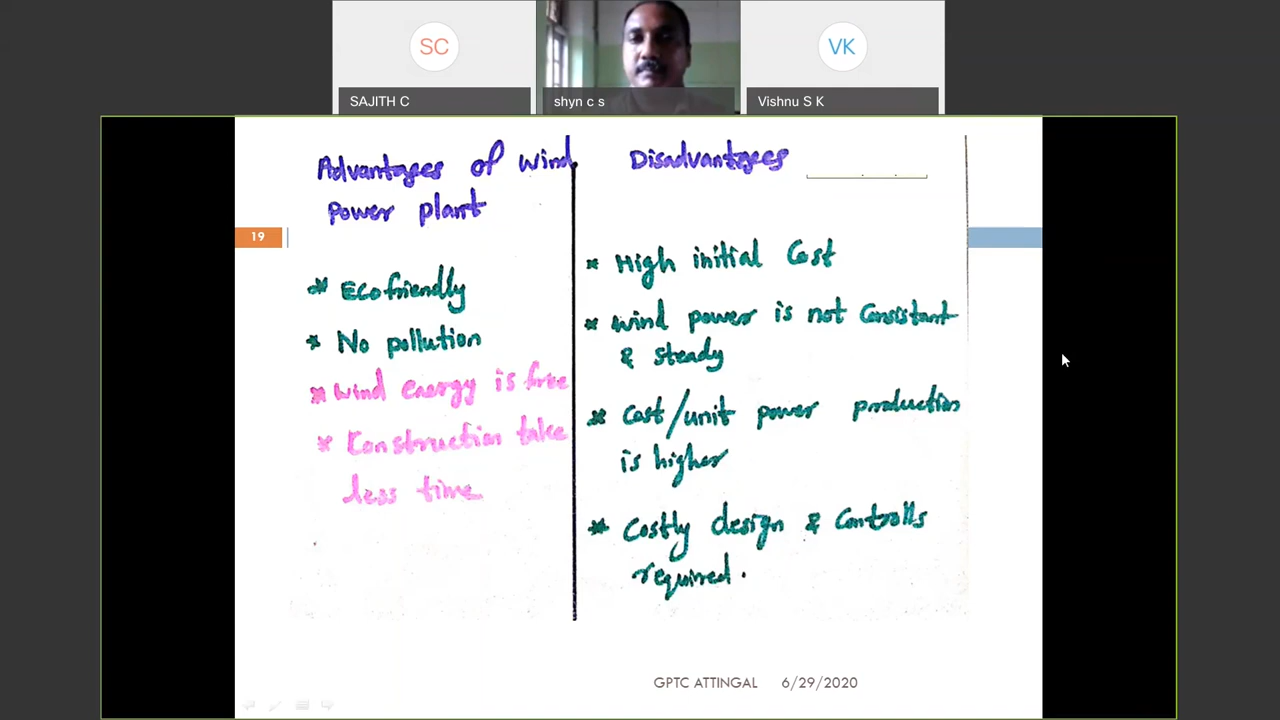 SC
VK
SAJITH C
shyn c s
Vishnu S K
Advantages of Wind
Power plant
* Ecofriendly
* No pollution
* Wind energy is free
* Construction take
less time
Disadvantages
* High initial Cost
* Wind power is not Consistant
& steady
* Cost/unit power production
is higher
* Costly design & Controlls
required.
19
GPTC ATTINGAL 6/29/2020